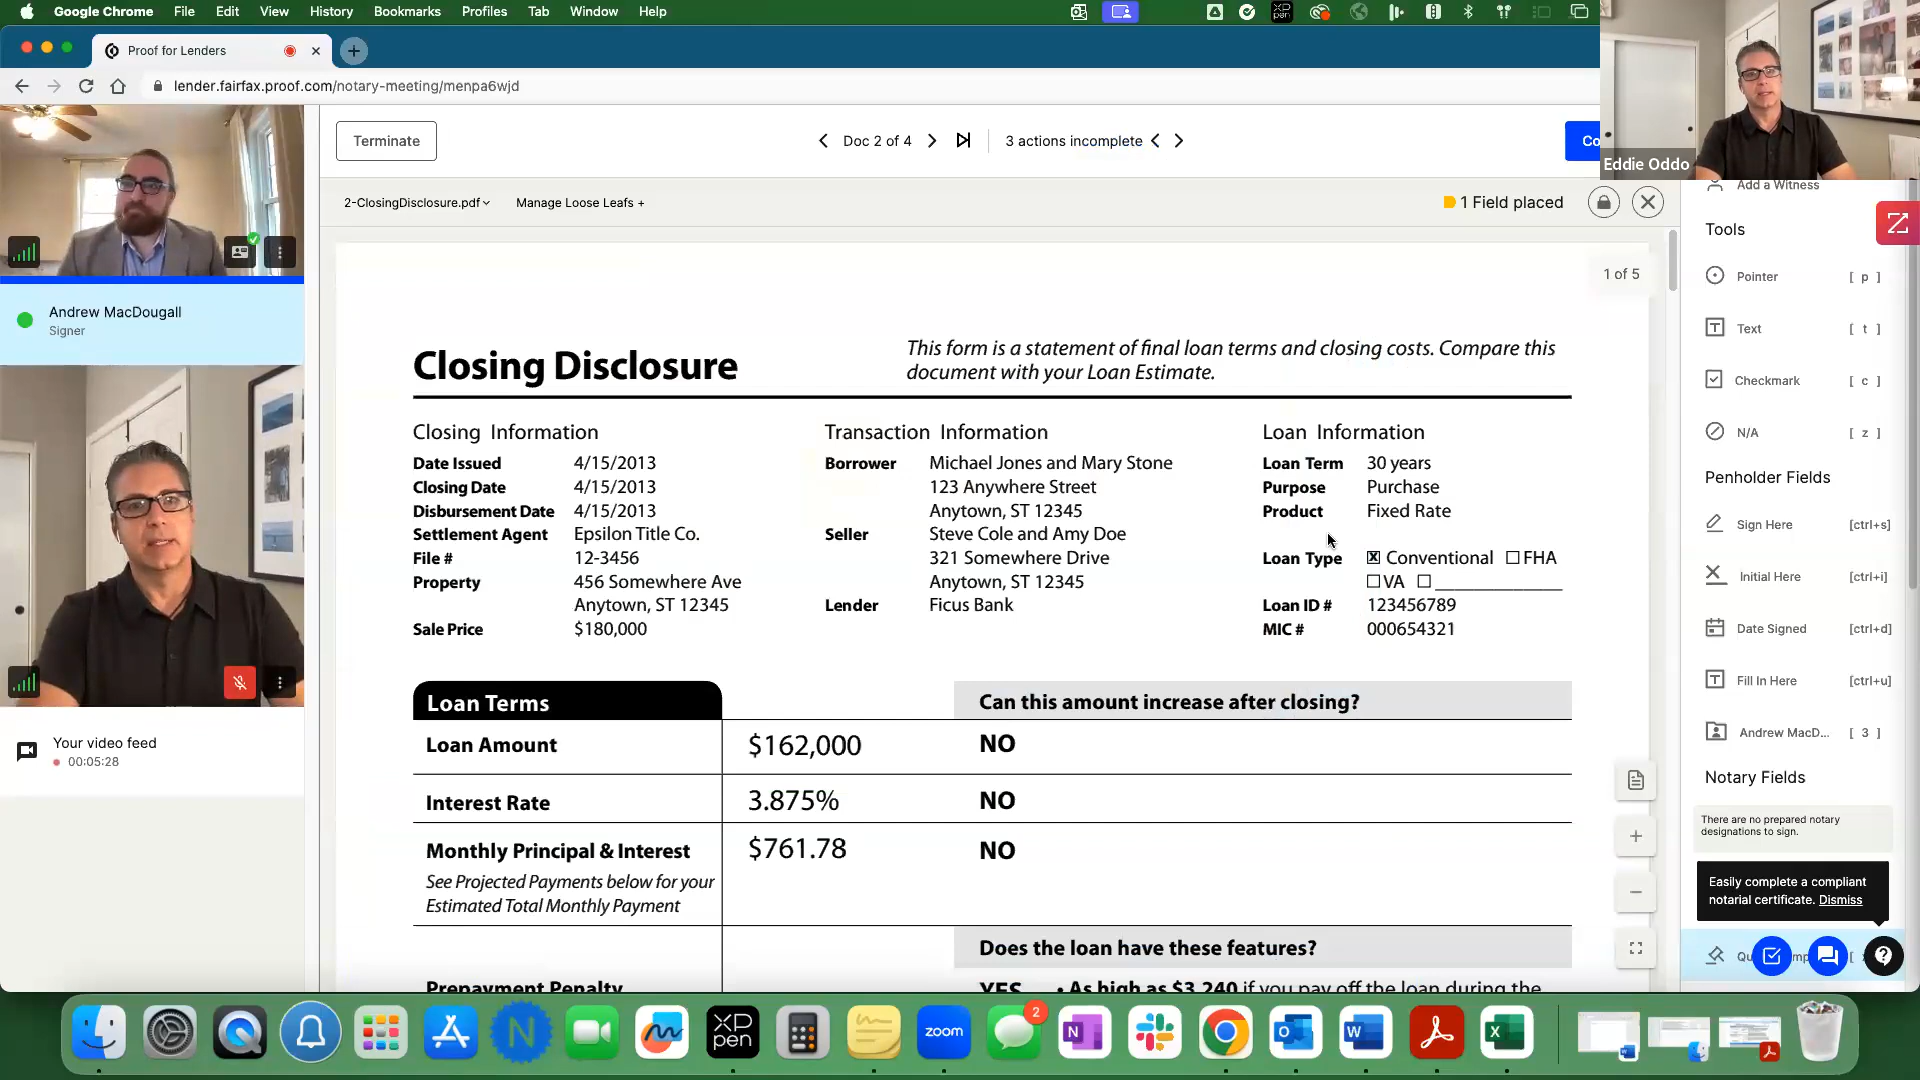 Google Chrome File Edit View History Bookmarks Profiles Tab Window Help
Proof for Lenders
lender.fairfax.proof.com/notary-meeting/menpa6wjd
Eddie Oddo
Terminate
Doc 2 of 4
3 actions incomplete
Co
2-ClosingDisclosure.pdf
Manage Loose Leafs +
1 Field placed
Andrew MacDougall
Signer
Your video feed
00:05:28
1 of 5
Closing Disclosure
This form is a statement of final loan terms and closing costs. Compare this
document with your Loan Estimate.
Closing Information
Date Issued 4/15/2013
Closing Date 4/15/2013
Disbursement Date 4/15/2013
Settlement Agent Epsilon Title Co.
File # 12-3456
Property 456 Somewhere Ave
Anytown, ST 12345
Sale Price $180,000
Transaction Information
Borrower Michael Jones and Mary Stone
123 Anywhere Street
Anytown, ST 12345
Seller Steve Cole and Amy Doe
321 Somewhere Drive
Anytown, ST 12345
Lender Ficus Bank
Loan Information
Loan Term 30 years
Purpose Purchase
Product Fixed Rate
Loan Type ☒ Conventional ☐ FHA
☐ VA ☐ ______________
Loan ID # 123456789
MIC # 000654321
Loan Terms
Can this amount increase after closing?
Loan Amount $162,000 NO
Interest Rate 3.875% NO
Monthly Principal & Interest $761.78 NO
See Projected Payments below for your
Estimated Total Monthly Payment
Does the loan have these features?
Prepayment Penalty YES • As high as $3,240 if you pay off the loan during the
Add a Witness
Tools
Pointer [ p ]
Text [ t ]
Checkmark [ c ]
N/A [ z ]
Penholder Fields
Sign Here [ctrl+s]
Initial Here [ctrl+i]
Date Signed [ctrl+d]
Fill In Here [ctrl+u]
Andrew MacD... [ 3 ]
Notary Fields
There are no prepared notary
designations to sign.
Easily complete a compliant
notarial certificate. Dismiss
XP
pen
zoom
2